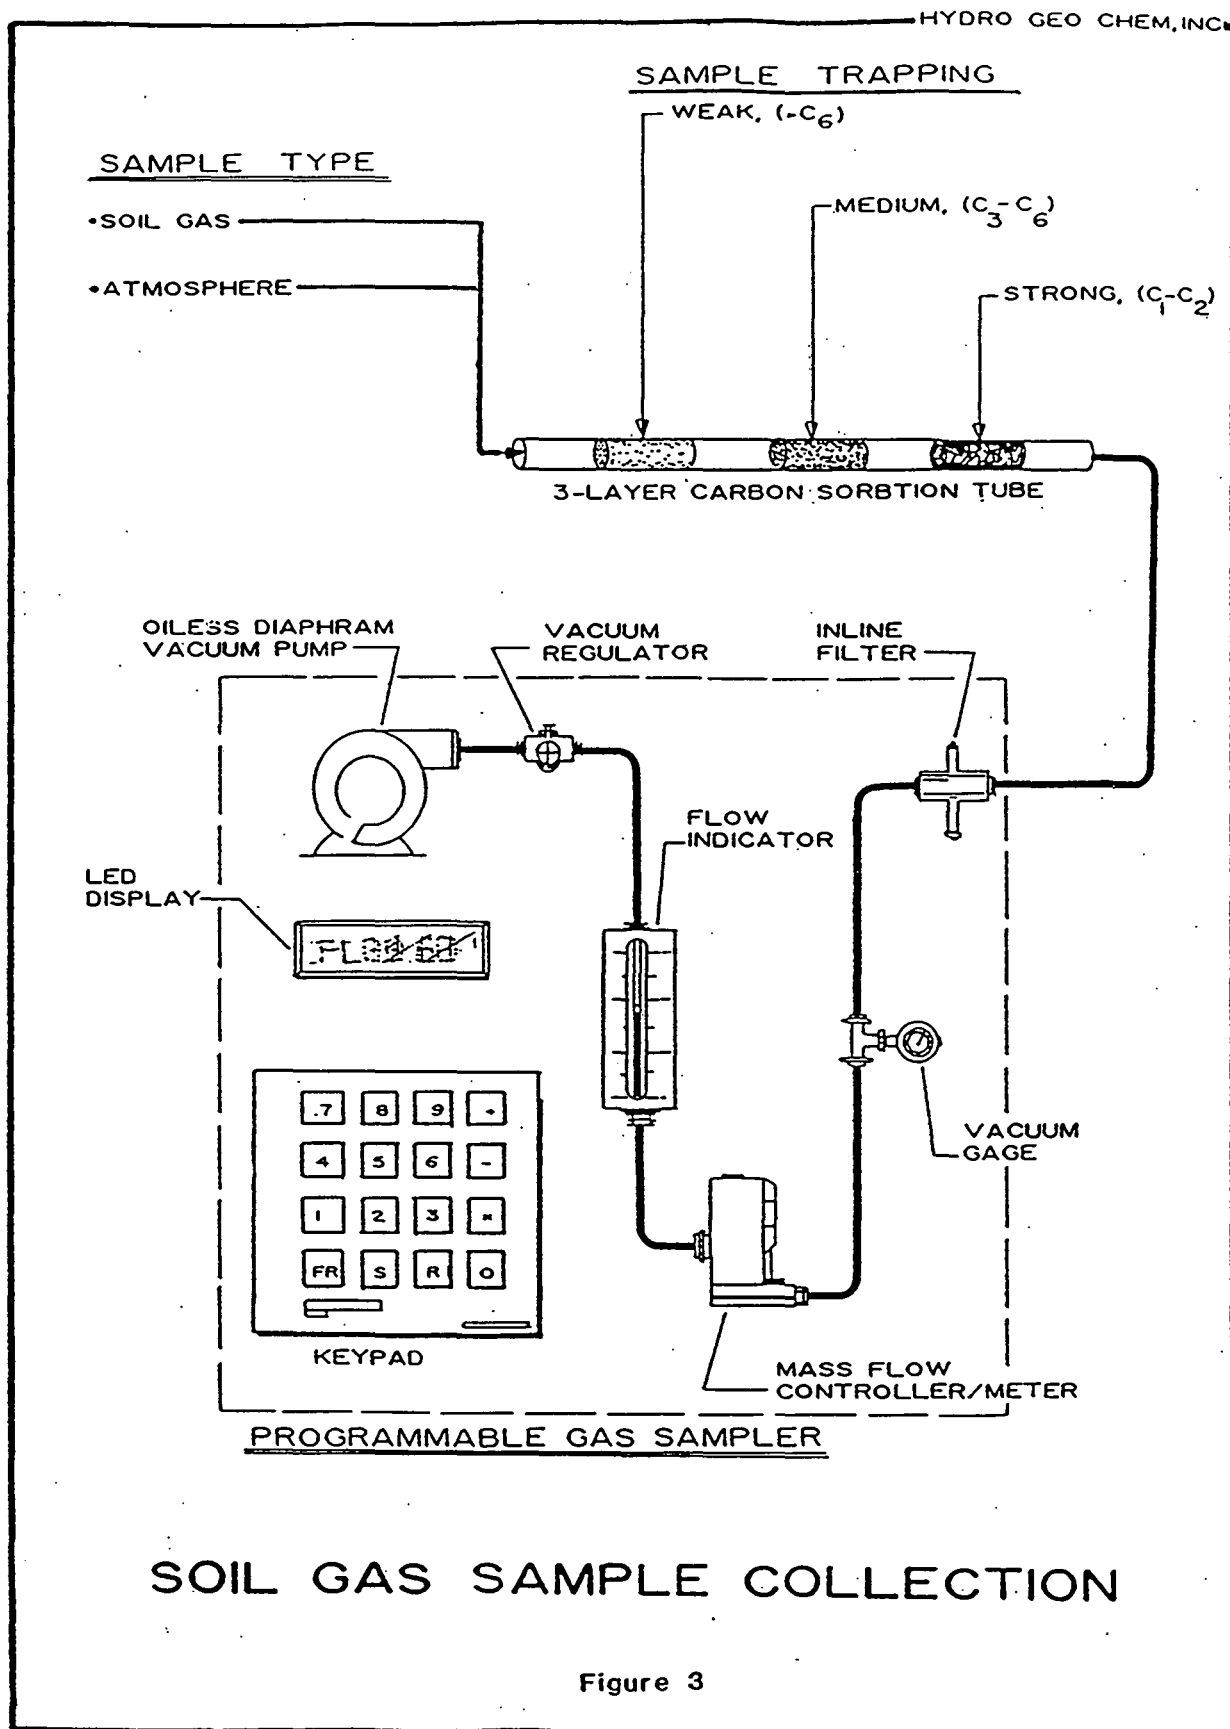 HYDRO GEO CHEM, INC.
SAMPLE TRAPPING
WEAK, (-C6)
SAMPLE TYPE
•SOIL GAS
MEDIUM, (C3-C6)
•ATMOSPHERE
STRONG, (C1-C2)
3-LAYER CARBON SORBTION TUBE
OILESS DIAPHRAM
VACUUM PUMP
VACUUM
REGULATOR
INLINE
FILTER
FLOW
INDICATOR
LED
DISPLAY
.7 8 9 +
4 5 6 -
1 2 3 *
FR S R O
KEYPAD
VACUUM
GAGE
MASS FLOW
CONTROLLER/METER
PROGRAMMABLE GAS SAMPLER
SOIL GAS SAMPLE COLLECTION
Figure 3